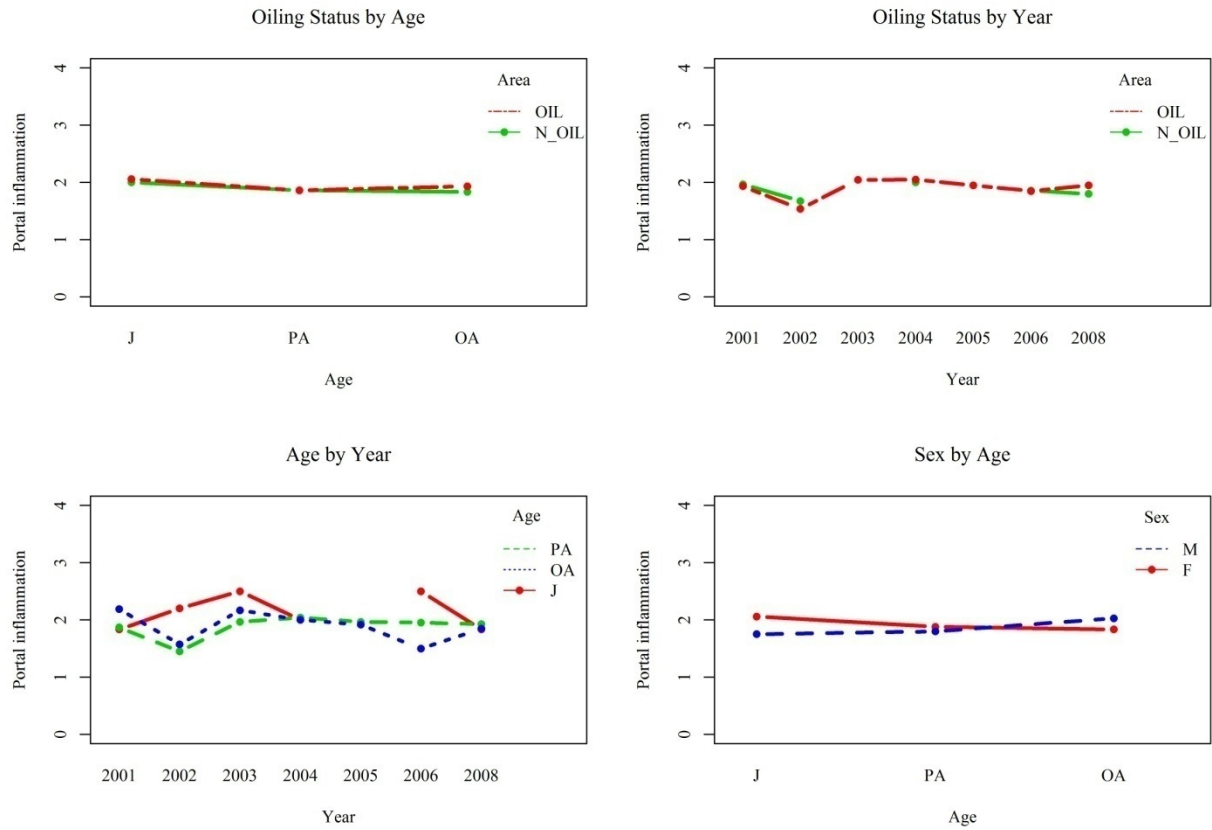 Oiling Status by Age
Portal inflammation
4
3
2
1
0
Area
OIL
N_OIL
J PA OA
Age
Oiling Status by Year
Portal inflammation
4
3
2
1
0
Area
OIL
N_OIL
2001 2002 2003 2004 2005 2006 2008
Year
Age by Year
Portal inflammation
4
3
2
1
0
Age
PA
OA
J
2001 2002 2003 2004 2005 2006 2008
Year
Sex by Age
Portal inflammation
4
3
2
1
0
Sex
M
F
J PA OA
Age